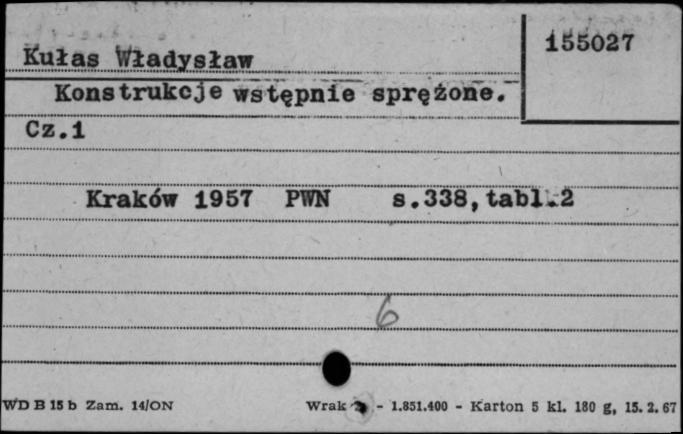 155027
Kułas Władysław
Konstrukcje wstępnie sprężone.
Cz.1
Kraków 1957 PWN s.338, tabl.2
6
WD B 15 b Zam. 14/ON
Wrak - 1.851.400 - Karton 5 kl. 180 g, 15. 2. 67